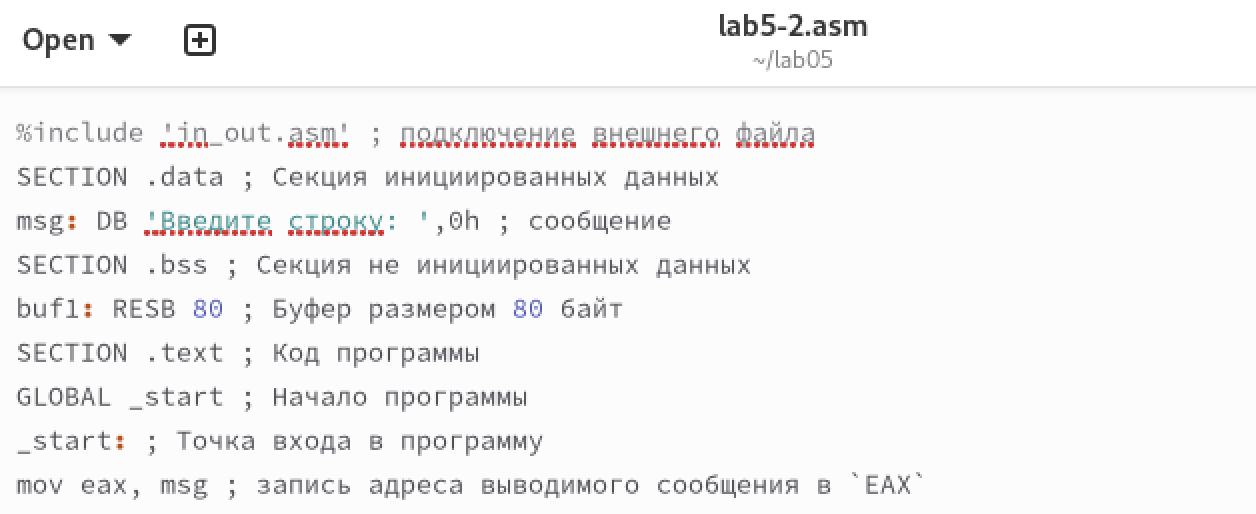 Open
lab5-2.asm
~/lab05
%include 'in_out.asm' ; подключение внешнего файла
SECTION .data ; Секция инициированных данных
msg: DB 'Введите строку: ',0h ; сообщение
SECTION .bss ; Секция не инициированных данных
buf1: RESB 80 ; Буфер размером 80 байт
SECTION .text ; Код программы
GLOBAL _start ; Начало программы
_start: ; Точка входа в программу
mov eax, msg ; запись адреса выводимого сообщения в `EAX`